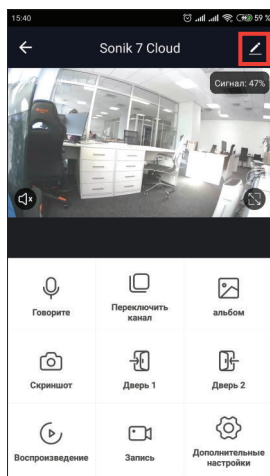 15:40
59 %
Sonik 7 Cloud
Сигнал: 47%
Говорите
Переключить
канал
альбом
Скриншот
Дверь 1
Дверь 2
Воспроизведение
Запись
Дополнительные
настройки